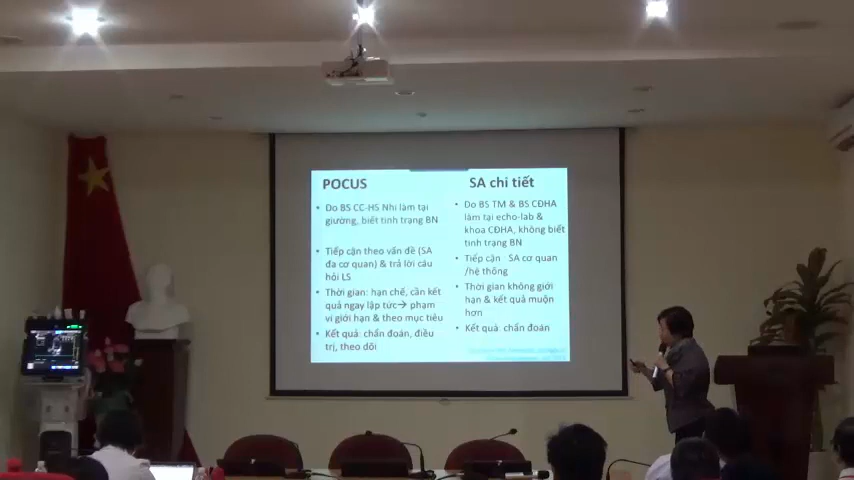 POCUS
• Do BS CC-HS Nhi làm tại
giường, biết tình trạng BN
• Tiếp cận theo vấn đề (SA
đa cơ quan) & trả lời câu
hỏi LS
• Thời gian: hạn chế, cần kết
quả ngay lập tức→ phạm
vi giới hạn & theo mục tiêu
• Kết quả: chẩn đoán, điều
trị, theo dõi
SA chi tiết
• Do BS TM & BS CĐHA
làm tại echo-lab &
khoa CĐHA, không biết
tình trạng BN
• Tiếp cận SA cơ quan
/hệ thống
• Thời gian không giới
hạn & kết quả muộn
hơn
• Kết quả: chẩn đoán